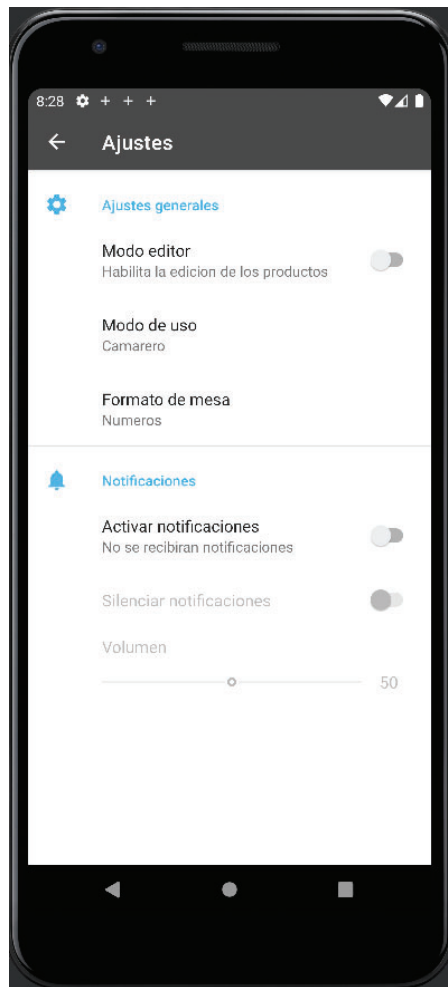 8:28
Ajustes
Ajustes generales
Modo editor
Habilita la edicion de los productos
Modo de uso
Camarero
Formato de mesa
Numeros
Notificaciones
Activar notificaciones
No se recibiran notificaciones
Silenciar notificaciones
Volumen
50